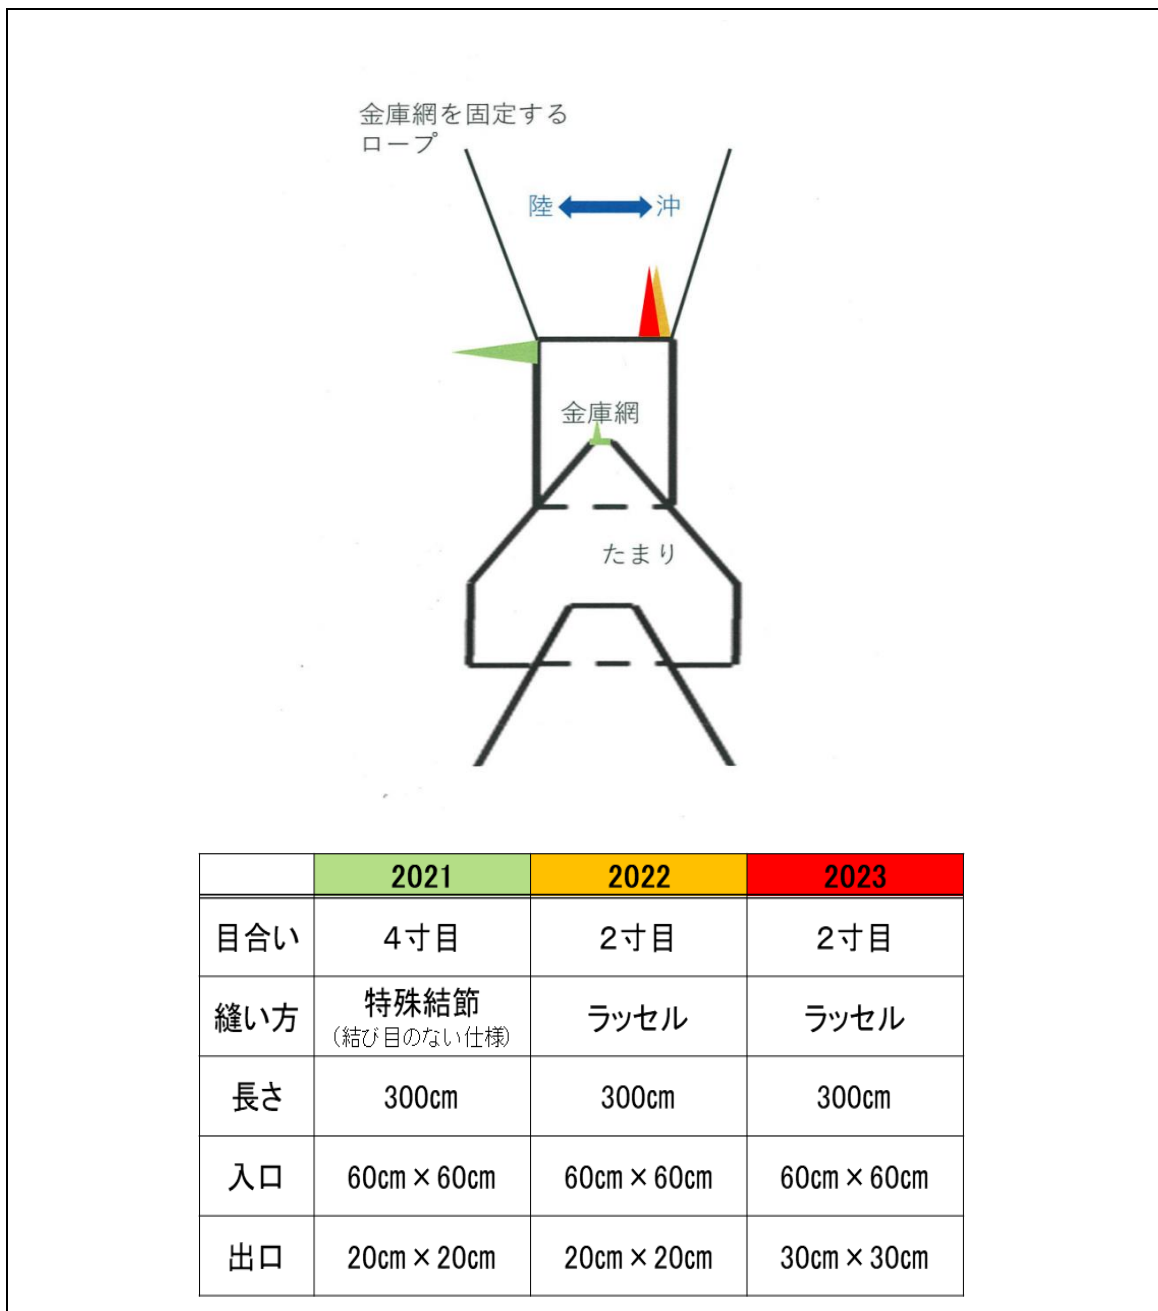 金庫網を固定する
ロープ
陸 沖
金庫網
たまり
2021 2022 2023
目合い 4寸目 2寸目 2寸目
縫い方 特殊結節 ラッセル ラッセル
(結び目のない仕様)
長さ 300㎝ 300㎝ 300㎝
入口 60㎝×60㎝ 60㎝×60㎝ 60㎝×60㎝
出口 20㎝×20㎝ 20㎝×20㎝ 30㎝×30㎝